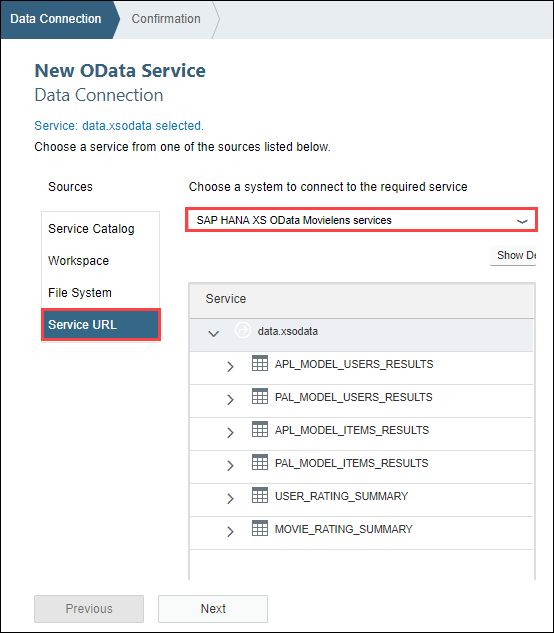 Data Connection
Confirmation
New OData Service
Data Connection
Service: data.xsodata selected.
Choose a service from one of the sources listed below.
Sources
Choose a system to connect to the required service
Service Catalog
Workspace
File System
Service URL
SAP HANA XS OData Movielens services
Show De
Service
data.xsodata
APL_MODEL_USERS_RESULTS
PAL_MODEL_USERS_RESULTS
APL_MODEL_ITEMS_RESULTS
PAL_MODEL_ITEMS_RESULTS
USER_RATING_SUMMARY
MOVIE_RATING_SUMMARY
Previous
Next